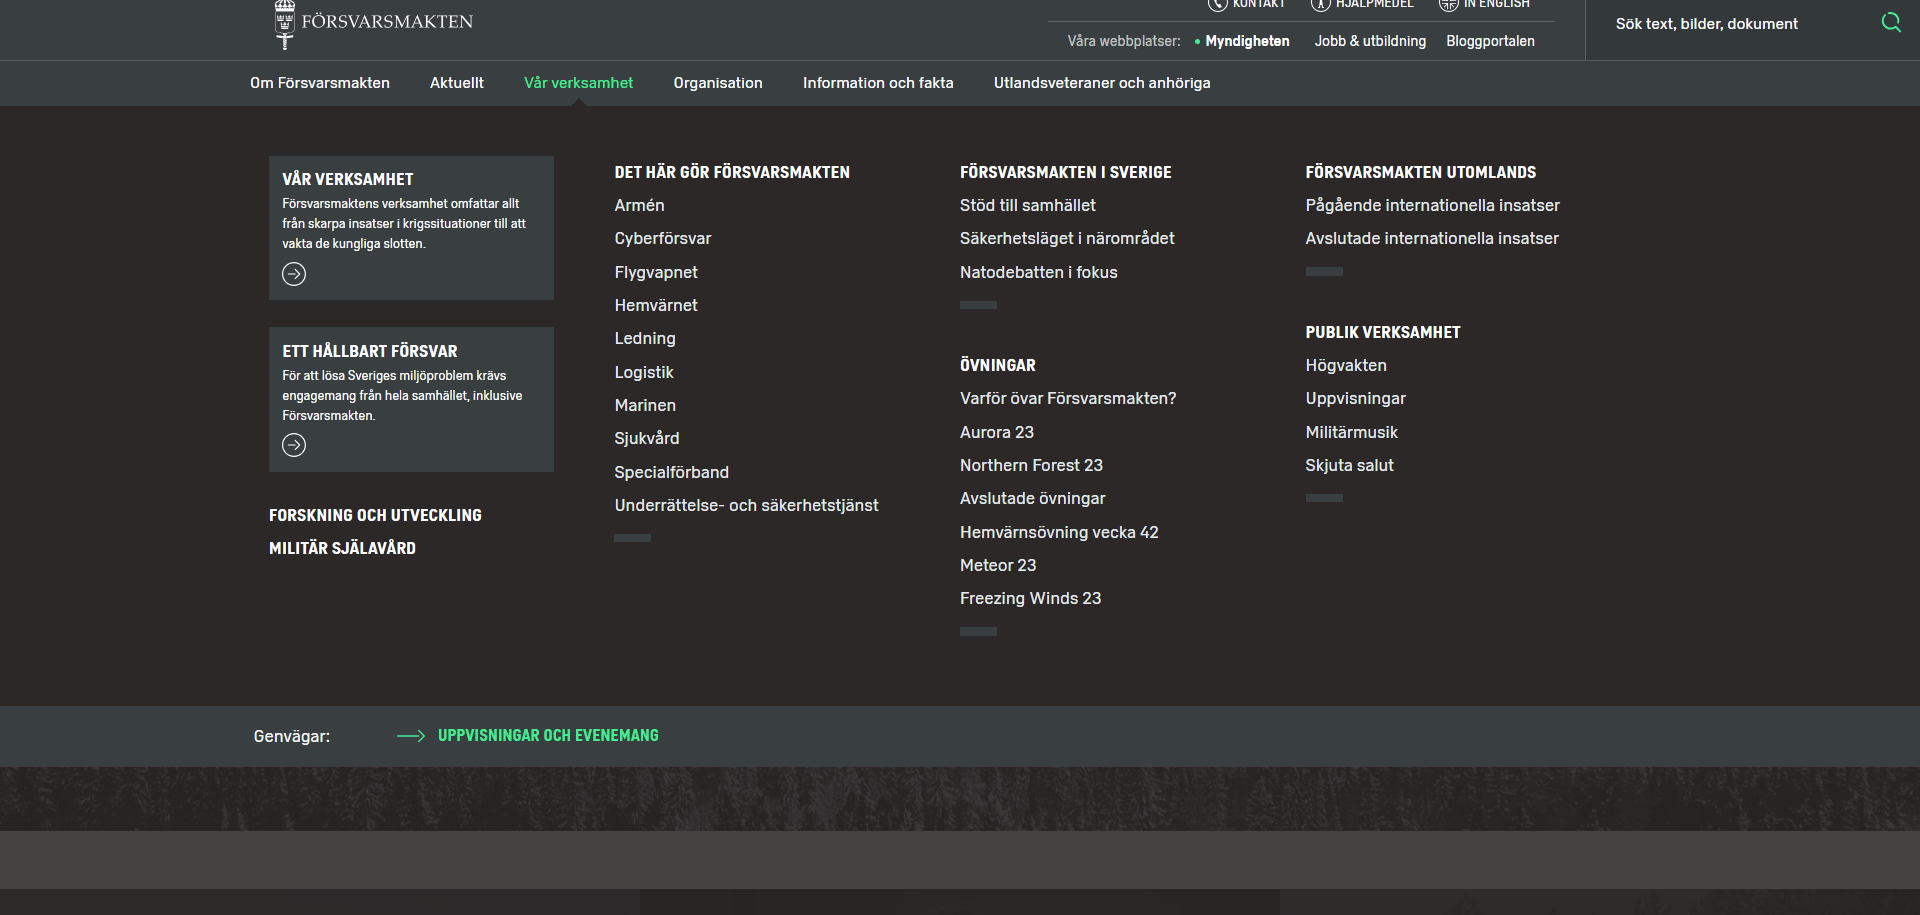 FÖRSVARSMAKTEN
KONTAKT
HJÄLPMEDEL
IN ENGLISH
Våra webbplatser:
Myndigheten
Jobb & utbildning
Bloggportalen
Sök text, bilder, dokument
Om Försvarsmakten
Aktuellt
Vår verksamhet
Organisation
Information och fakta
Utlandsveteraner och anhöriga
VÅR VERKSAMHET
Försvarsmaktens verksamhet omfattar allt
från skarpa insatser i krigssituationer till att
vakta de kungliga slotten.
ETT HÅLLBART FÖRSVAR
För att lösa Sveriges miljöproblem krävs
engagemang från hela samhället, inklusive
Försvarsmakten.
FORSKNING OCH UTVECKLING
MILITÄR SJÄLAVÅRD
DET HÄR GÖR FÖRSVARSMAKTEN
Armén
Cyberförsvar
Flygvapnet
Hemvärnet
Ledning
Logistik
Marinen
Sjukvård
Specialförband
Underrättelse- och säkerhetstjänst
FÖRSVARSMAKTEN I SVERIGE
Stöd till samhället
Säkerhetsläget i närområdet
Natodebatten i fokus
ÖVNINGAR
Varför övar Försvarsmakten?
Aurora 23
Northern Forest 23
Avslutade övningar
Hemvärnsövning vecka 42
Meteor 23
Freezing Winds 23
FÖRSVARSMAKTEN UTOMLANDS
Pågående internationella insatser
Avslutade internationella insatser
PUBLIK VERKSAMHET
Högvakten
Uppvisningar
Militärmusik
Skjuta salut
Genvägar:
UPPVISNINGAR OCH EVENEMANG